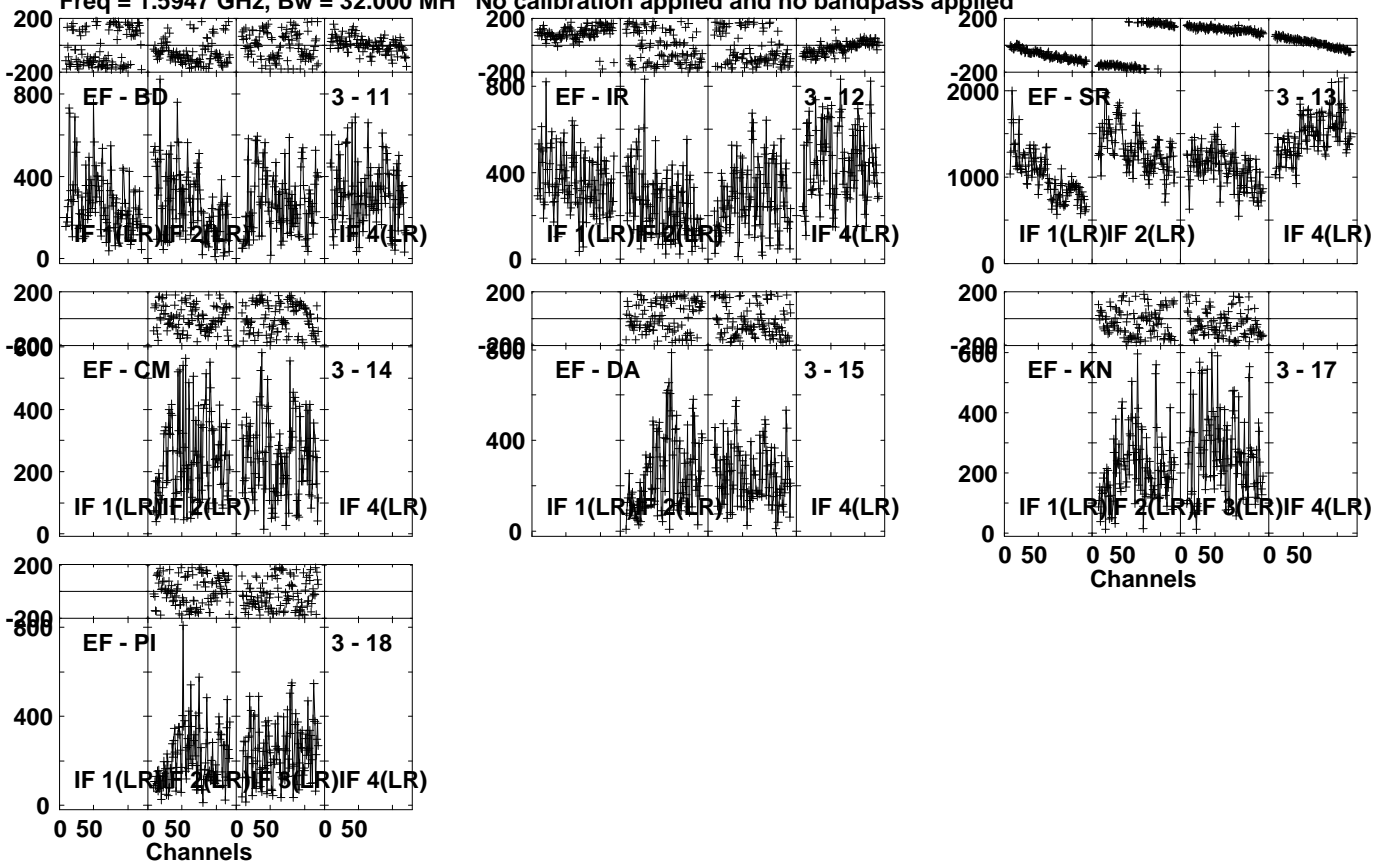 Freq = 1.5947 GHz, Bw = 32.000 MH No calibration applied and no bandpass applied
200
-200
800
400
0
EF - BD
3 - 11
IF 1(LR)
IF 2(LR)
IF 4(LR)
800
400
0
200
-200
EF - IR
3 - 12
IF 1(LR)
IF 2(LR)
IF 4(LR)
200
-200
2000
1000
0
EF - SR
3 - 13
IF 1(LR)
IF 2(LR)
IF 4(LR)
200
-200
600
400
200
0
EF - CM
3 - 14
IF 1(LR)
IF 2(LR)
IF 4(LR)
200
-200
800
400
0
EF - DA
3 - 15
IF 1(LR)
IF 2(LR)
IF 4(LR)
200
-200
600
400
200
0
EF - KN
3 - 17
IF 1(LR)
IF 2(LR)
IF 3(LR)
IF 4(LR)
0 50 0 50 0 50 0 50
Channels
200
-200
800
400
0
EF - PI
3 - 18
IF 1(LR)
IF 2(LR)
IF 3(LR)
IF 4(LR)
0 50 0 50 0 50 0 50
Channels